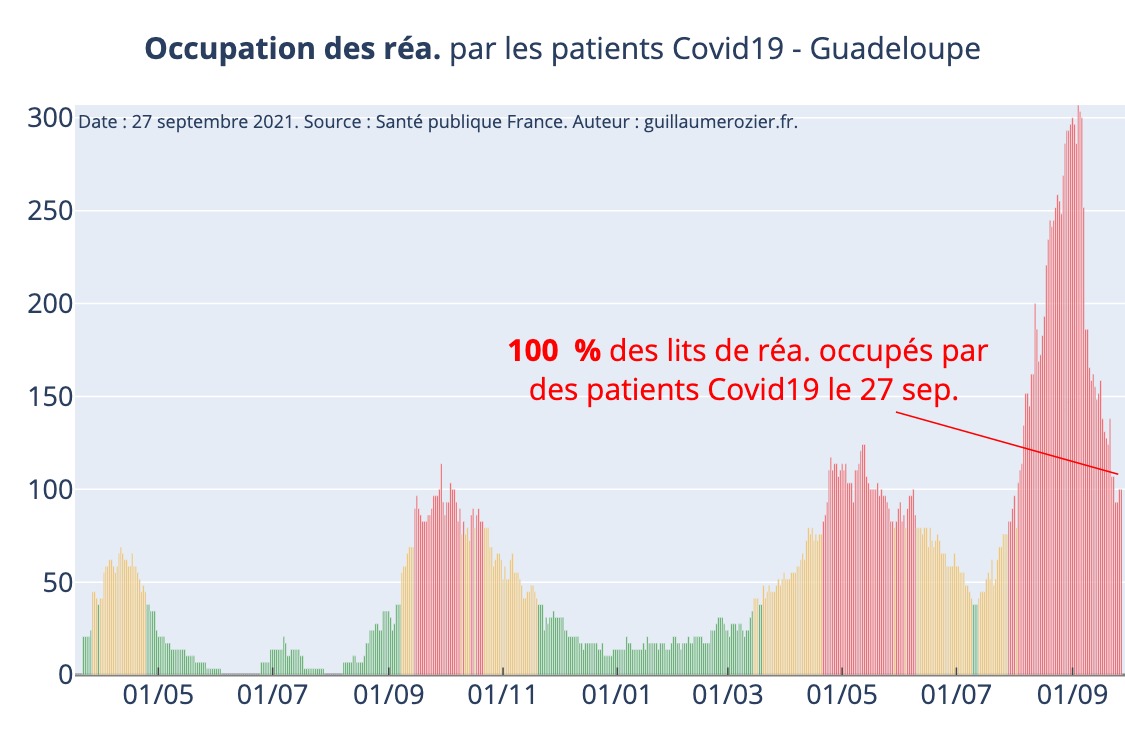 Occupation des réa. par les patients Covid19 - Guadeloupe
300
Date : 27 septembre 2021. Source : Santé publique France. Auteur : guillaumerozier.fr.
250
200
100 % des lits de réa. occupés par
des patients Covid19 le 27 sep.
150
100
50
0
01/05 01/07 01/09 01/11 01/01 01/03 01/05 01/07 01/09